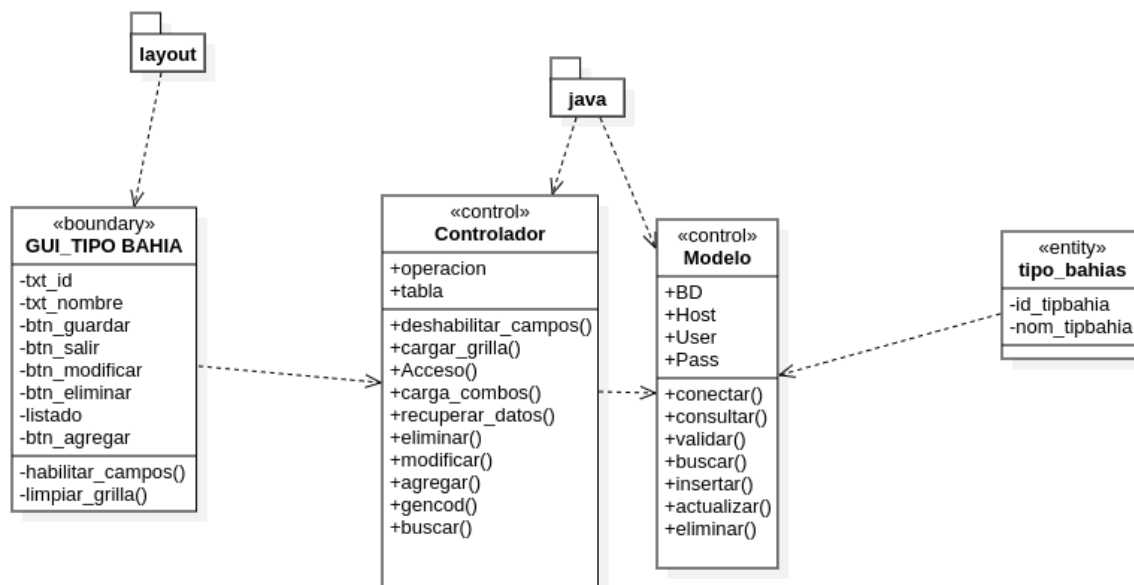 layout
java
«boundary»
GUI_TIPO BAHIA
-txt_id
-txt_nombre
-btn_guardar
-btn_salir
-btn_modificar
-btn_eliminar
-listado
-btn_agregar
-habilitar_campos()
-limpiar_grilla()
«control»
Controlador
+operacion
+tabla
+deshabilitar_campos()
+cargar_grilla()
+Acceso()
+carga_combos()
+recuperar_datos()
+eliminar()
+modificar()
+agregar()
+gencod()
+buscar()
«control»
Modelo
+BD
+Host
+User
+Pass
+conectar()
+consultar()
+validar()
+buscar()
+insertar()
+actualizar()
+eliminar()
«entity»
tipo_bahias
-id_tipbahia
-nom_tipbahia